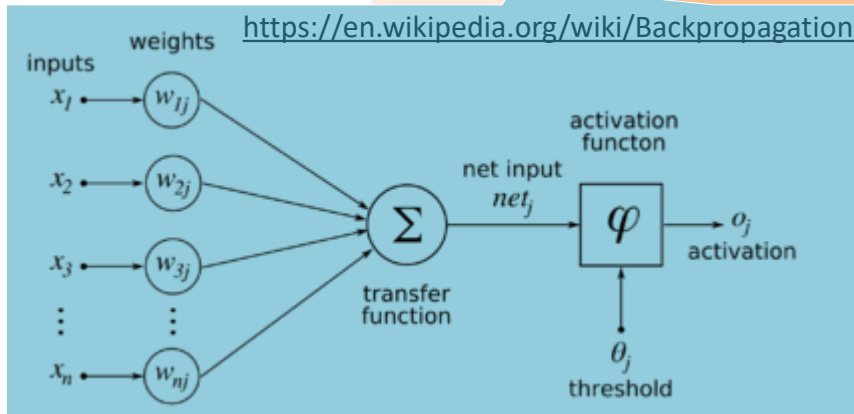 https://en.wikipedia.org/wiki/Backpropagation
weights
inputs
x1 w1j
activation
functon
net input
x2 w2j
netj
Σ φ oj
activation
x3 w3j
transfer
function
⋮ ⋮
θj
xn wnj
threshold